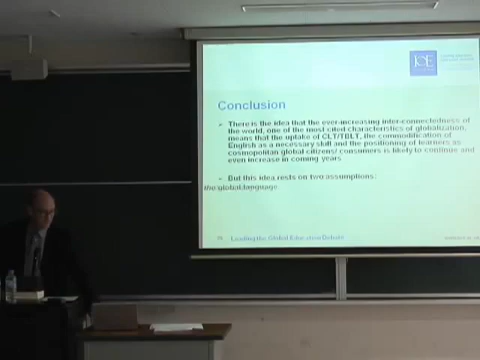 IOE
Conclusion
➤ There is the idea that the ever-increasing inter-connectedness of
the world, one of the most cited characteristics of globalization,
means that the uptake of CLT/TBLT, the commodification of
English as a necessary skill and the positioning of learners as
cosmopolitan global citizens/ consumers is likely to continue and
even increase in coming years
➤ But this idea rests on two assumptions:
the global language
Leading the Global Education Debate